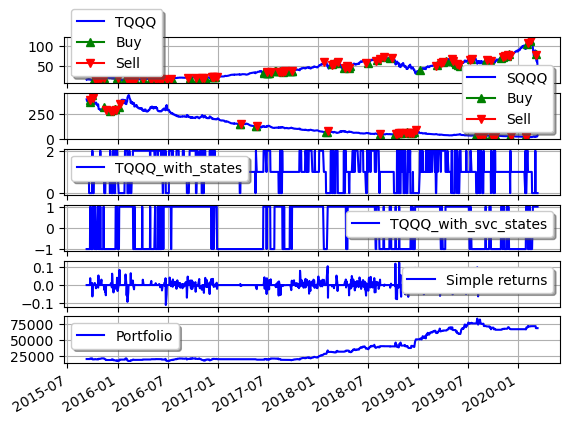 TQQQ
Buy
Sell
100
50
SQQQ
Buy
Sell
250
0
TQQQ_with_states
2
0
TQQQ_with_svc_states
1
0
−1
Simple returns
0.1
0.0
−0.1
Portfolio
75000
50000
25000
2015-07
2016-01
2016-07
2017-01
2017-07
2018-01
2018-07
2019-01
2019-07
2020-01